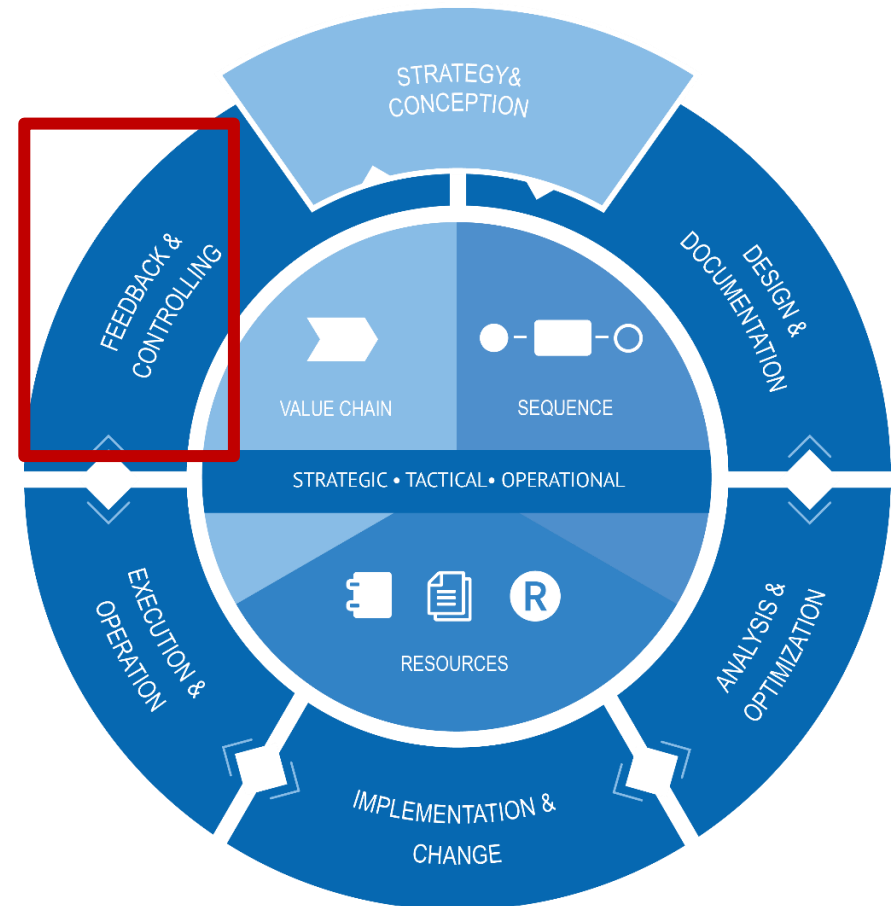 STRATEGY&
CONCEPTION
FEEDBACK &
CONTROLLING
DESIGN &
DOCUMENTATION
VALUE CHAIN
SEQUENCE
STRATEGIC • TACTICAL• OPERATIONAL
R
RESOURCES
EXECUTION &
OPERATION
ANALYSIS &
OPTIMIZATION
IMPLEMENTATION &
CHANGE